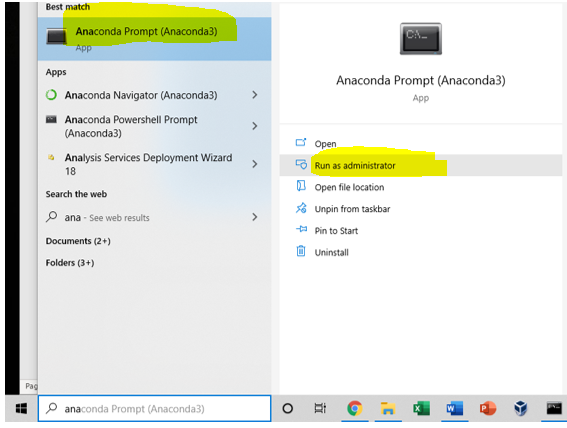 Best match
Anaconda Prompt (Anaconda3)
App
Apps
Anaconda Navigator (Anaconda3)
Anaconda Powershell Prompt
(Anaconda3)
Analysis Services Deployment Wizard
18
Search the web
ana - See web results
Documents (2+)
Folders (3+)
Anaconda Prompt (Anaconda3)
App
Open
Run as administrator
Open file location
Unpin from taskbar
Pin to Start
Uninstall
Pag
anaconda Prompt (Anaconda3)